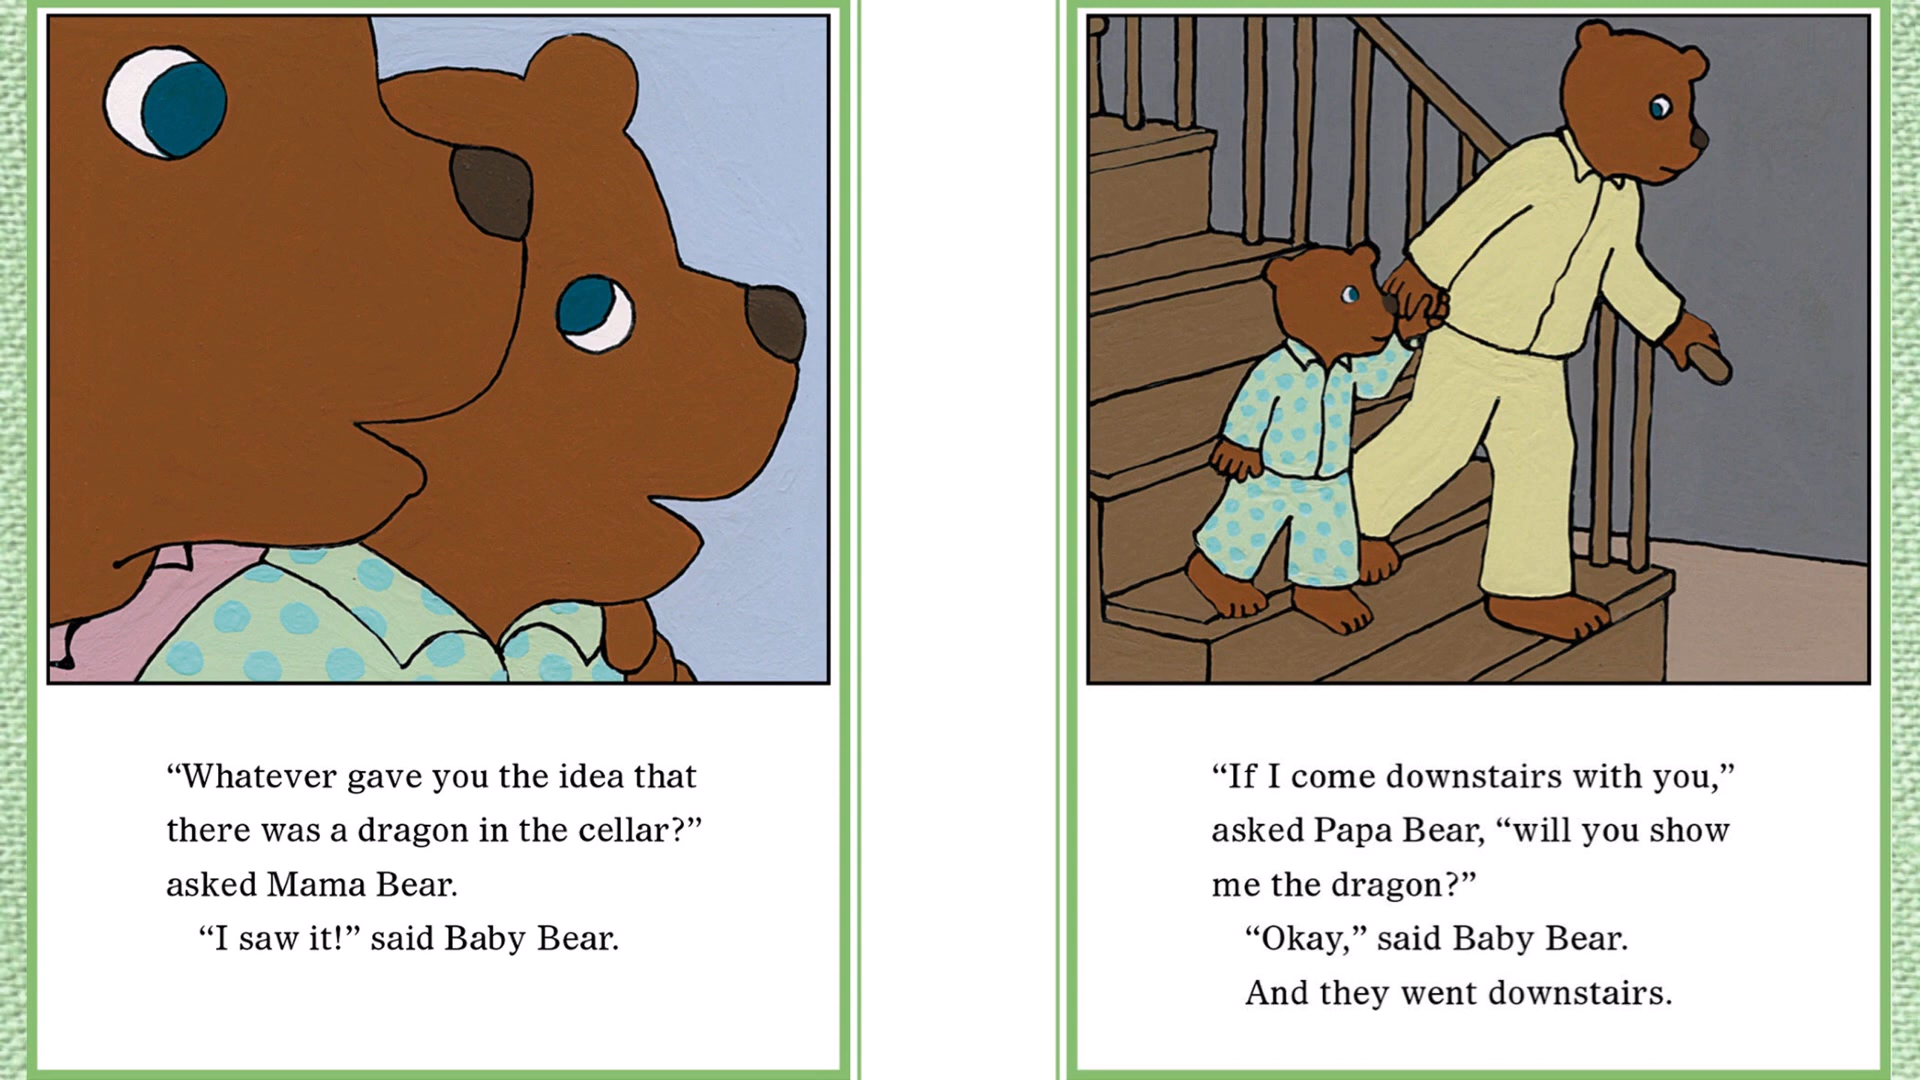 “Whatever gave you the idea that
there was a dragon in the cellar?”
asked Mama Bear.
“I saw it!” said Baby Bear.
“If I come downstairs with you,”
asked Papa Bear, “will you show
me the dragon?”
“Okay,” said Baby Bear.
And they went downstairs.